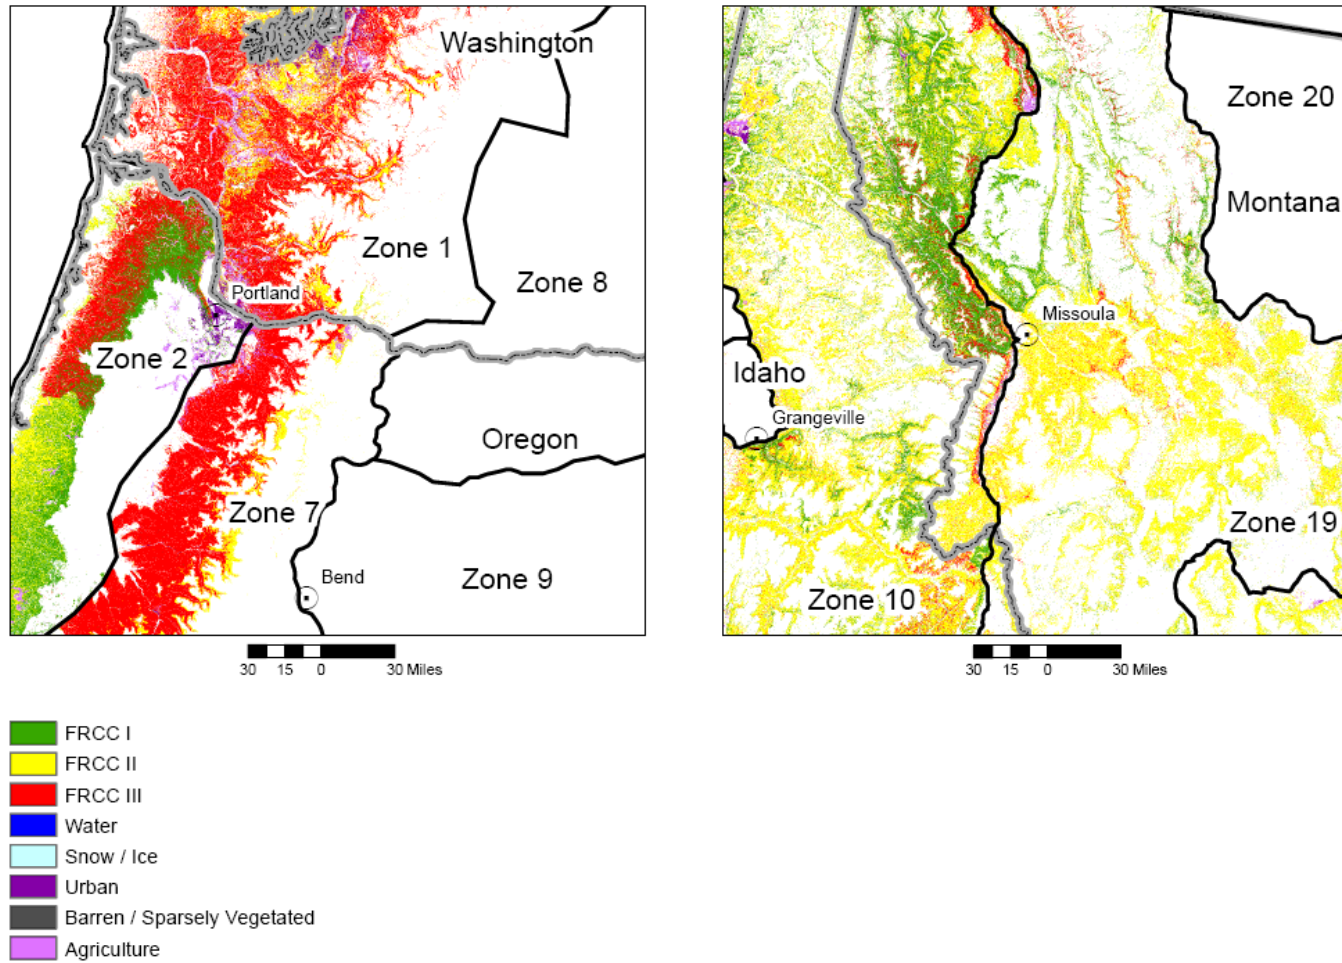 Washington
Zone 1
Zone 8
Portland
Zone 2
Oregon
Zone 7
Bend
Zone 9
30 15 0 30 Miles
Zone 20
Montana
Missoula
Idaho
Grangeville
Zone 19
Zone 10
30 15 0 30 Miles
FRCC I
FRCC II
FRCC III
Water
Snow / Ice
Urban
Barren / Sparsely Vegetated
Agriculture